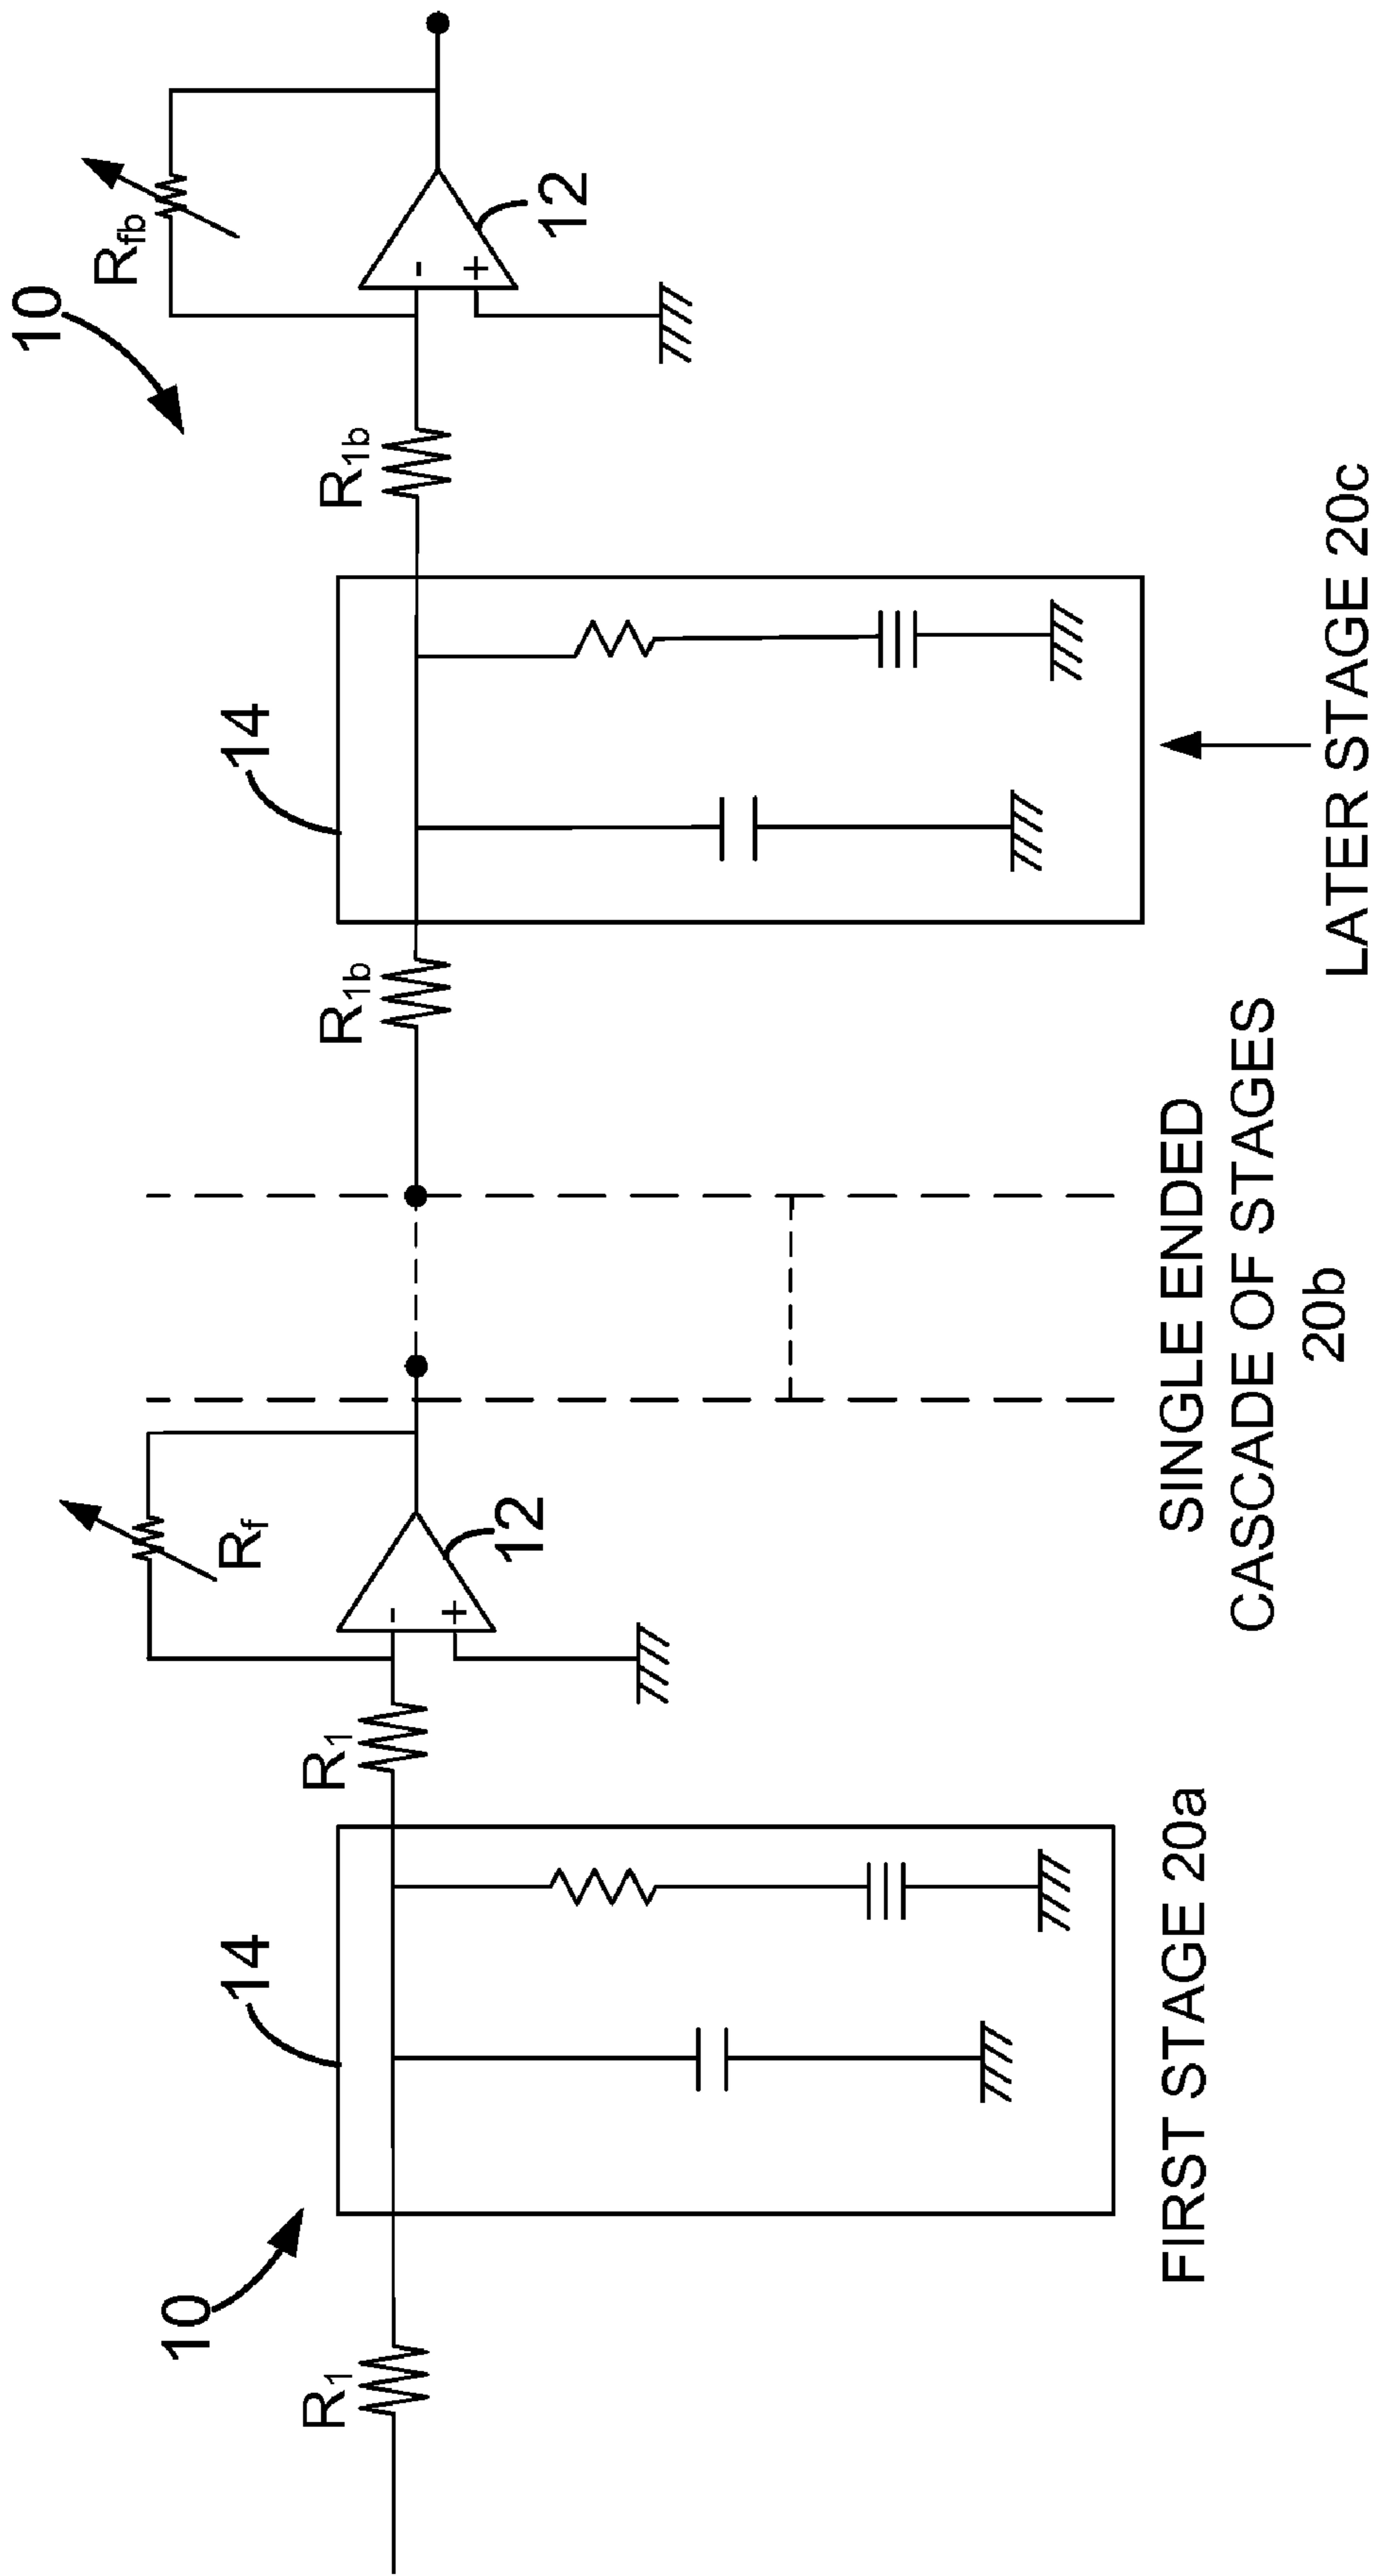 10
R1
14
R1
Rf
12
-
+
FIRST STAGE 20a
SINGLE ENDED
CASCADE OF STAGES
20b
R1b
14
R1b
10
Rfb
12
-
+
LATER STAGE 20c